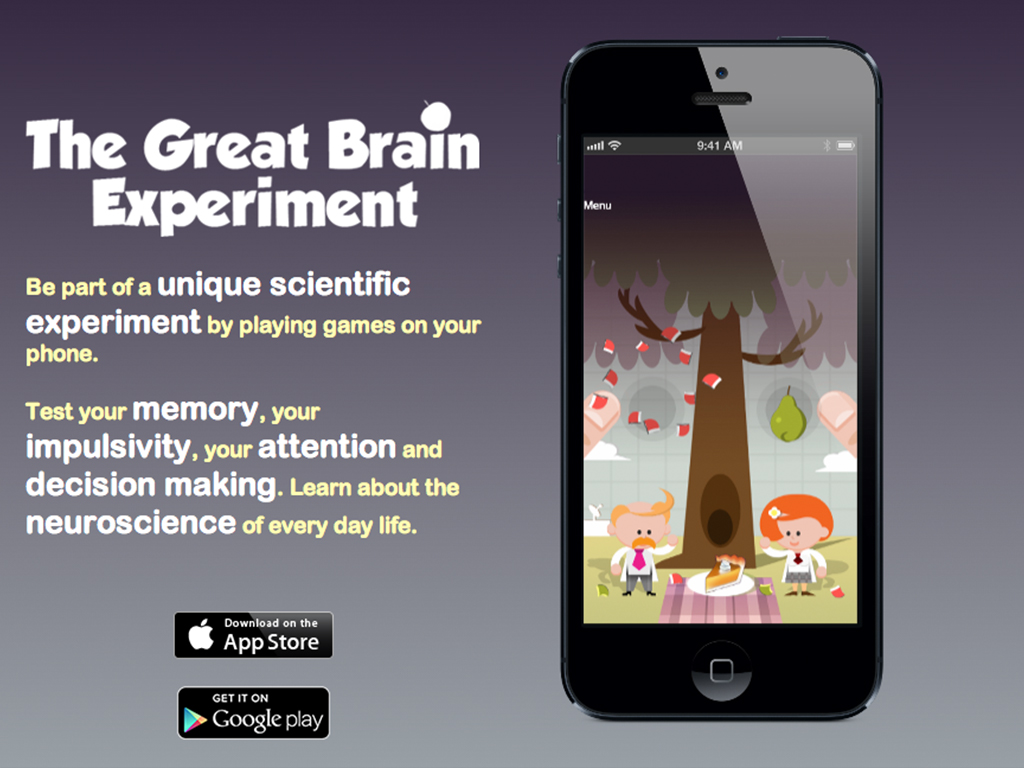 The Great Brain
Experiment
Be part of a unique scientific
experiment by playing games on your
phone.
Test your memory, your
impulsivity, your attention and
decision making. Learn about the
neuroscience of every day life.
Download on the
App Store
GET IT ON
Google play
9:41 AM
Menu